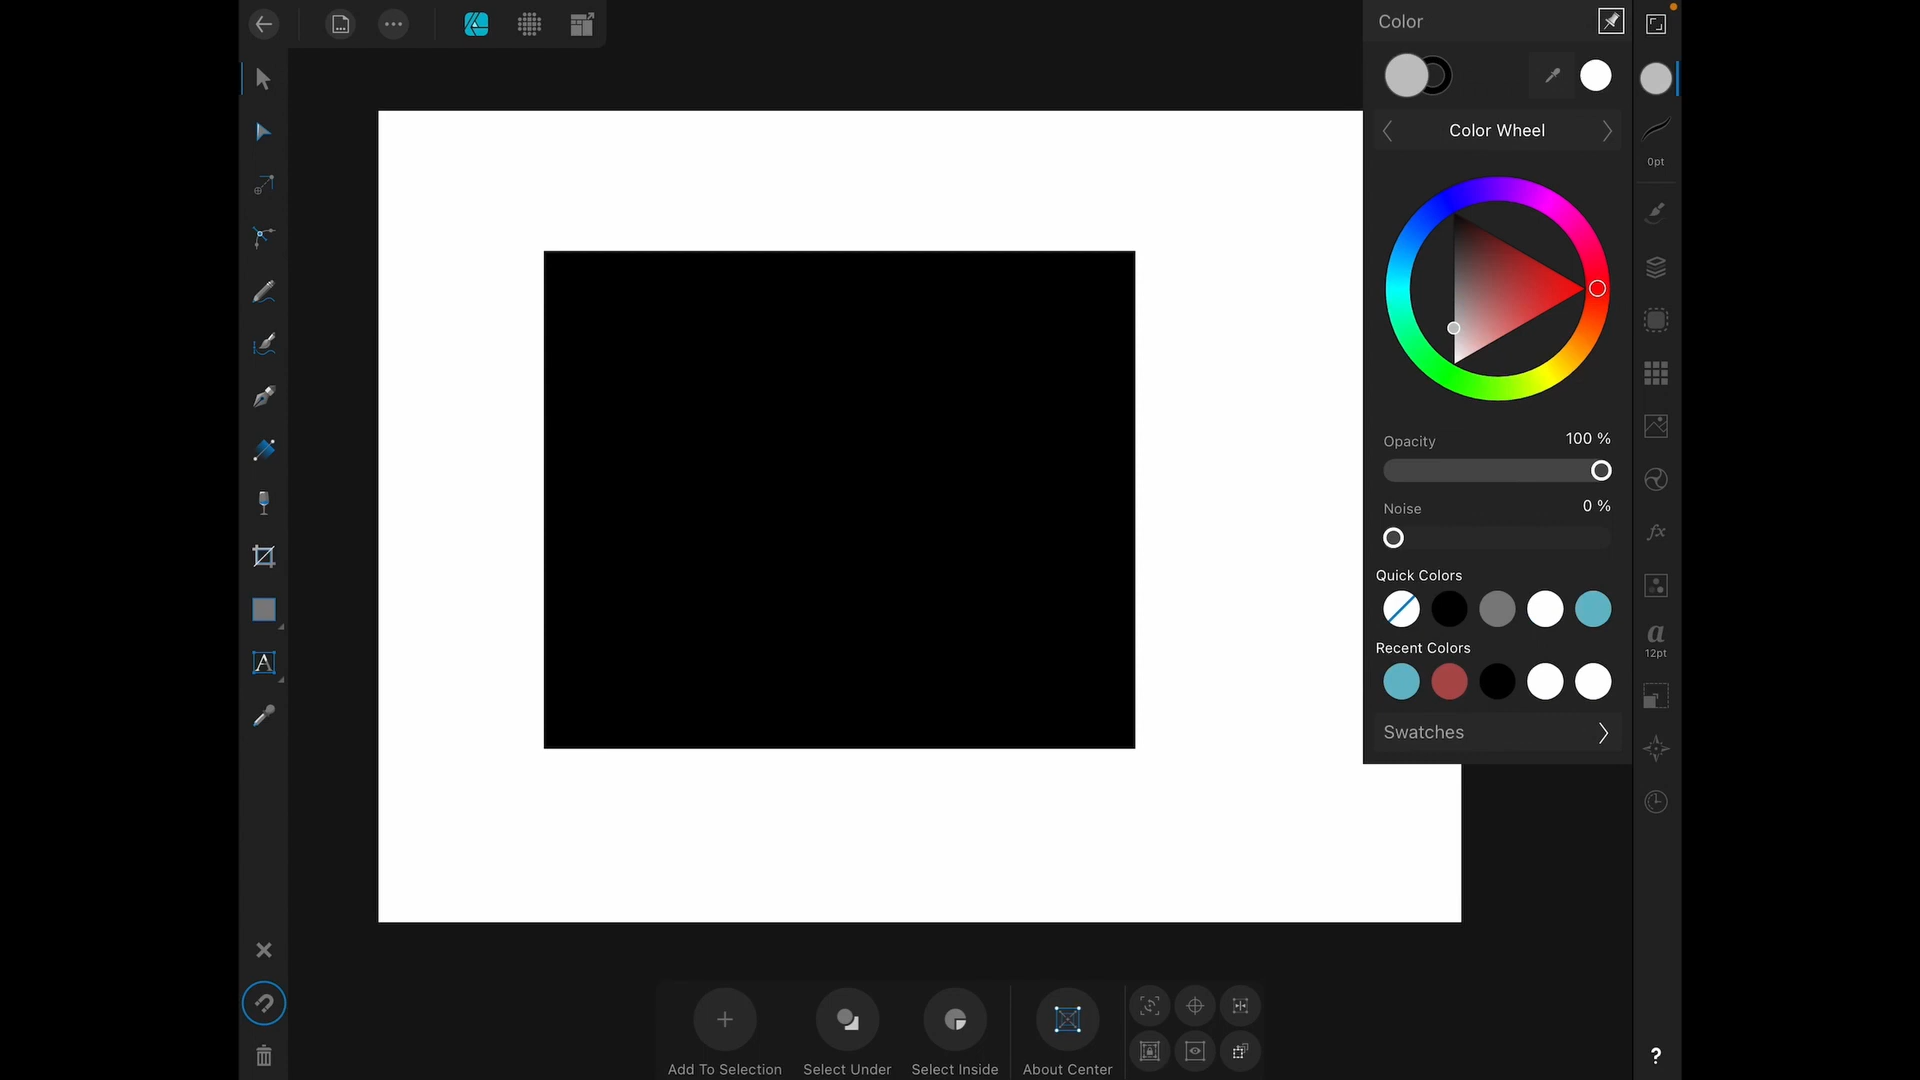 Color
Color Wheel
0pt
Opacity
100 %
Noise
0 %
Quick Colors
fx
Recent Colors
a
12pt
A
Swatches
Add To Selection
Select Under
Select Inside
About Center
?